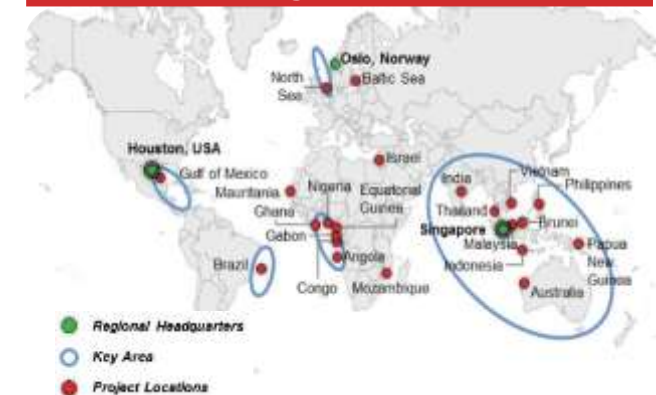 Oslo, Norway
North
Sea
Baltic Sea
Houston, USA
Gulf of Mexico
Israel
Mauritania
Nigeria
Equatorial
Guinea
Ghana
Gabon
Angola
Brazil
Congo
Mozambique
India
Vietnam
Philippines
Thailand
Singapore
Brunei
Malaysia
Indonesia
Papua
New
Guinea
Australia
Regional Headquarters
Key Area
Project Locations